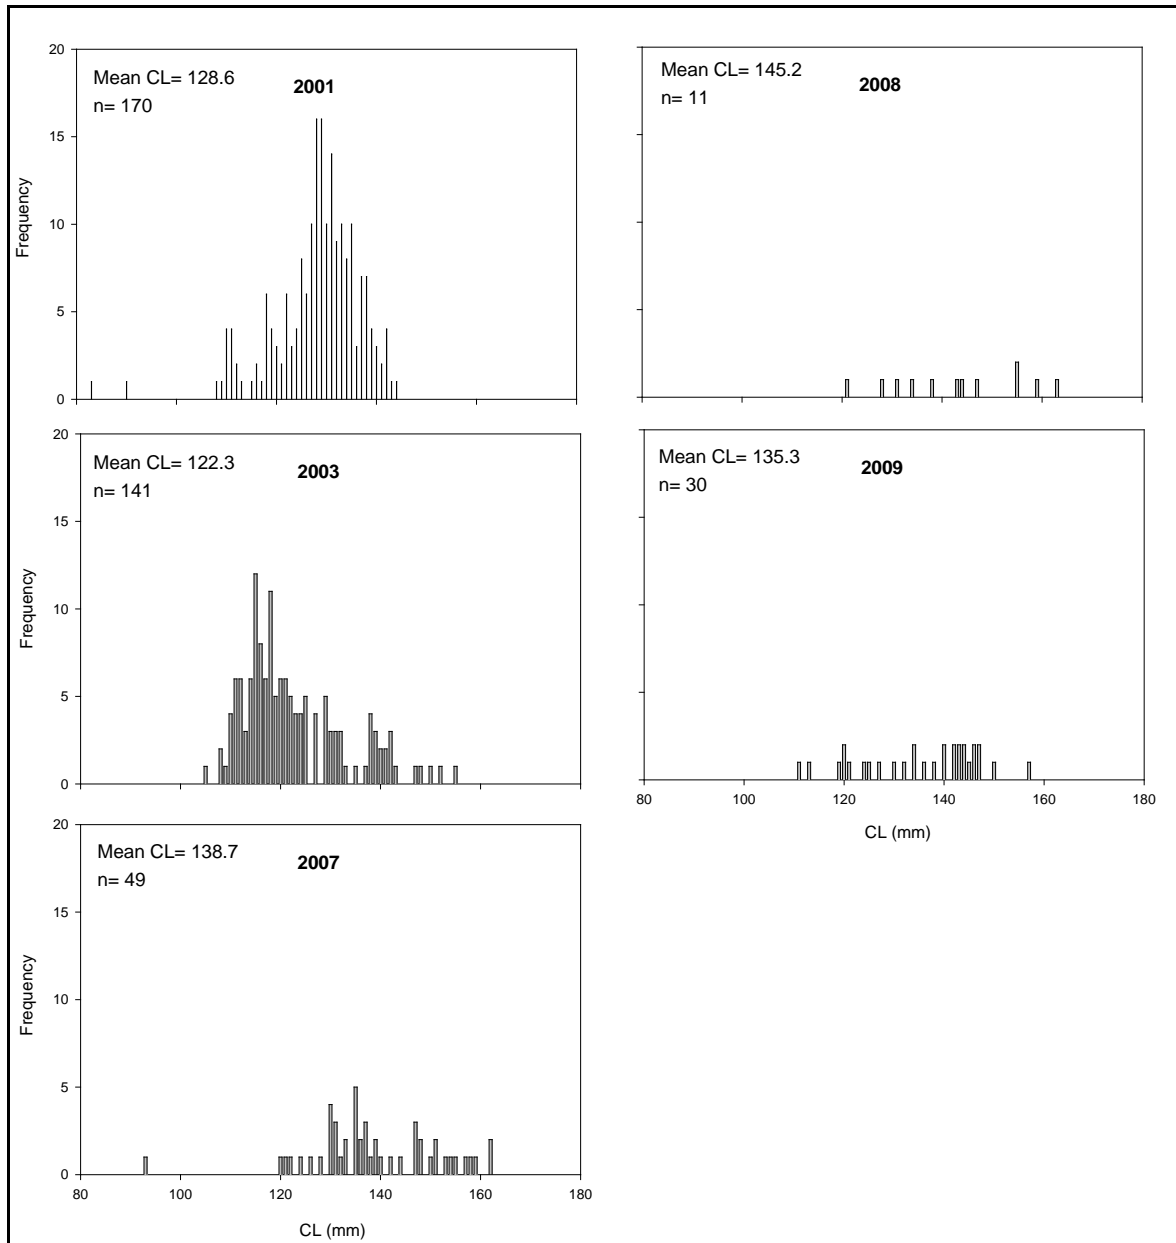 20
Mean CL= 128.6
2001
n= 170
15
Frequency
10
5
0
Mean CL= 145.2
2008
n= 11
20
Mean CL= 122.3
2003
n= 141
15
Frequency
10
5
0
Mean CL= 135.3
2009
n= 30
80 100 120 140 160 180
CL (mm)
20
Mean CL= 138.7
2007
n= 49
15
Frequency
10
5
0
80 100 120 140 160 180
CL (mm)